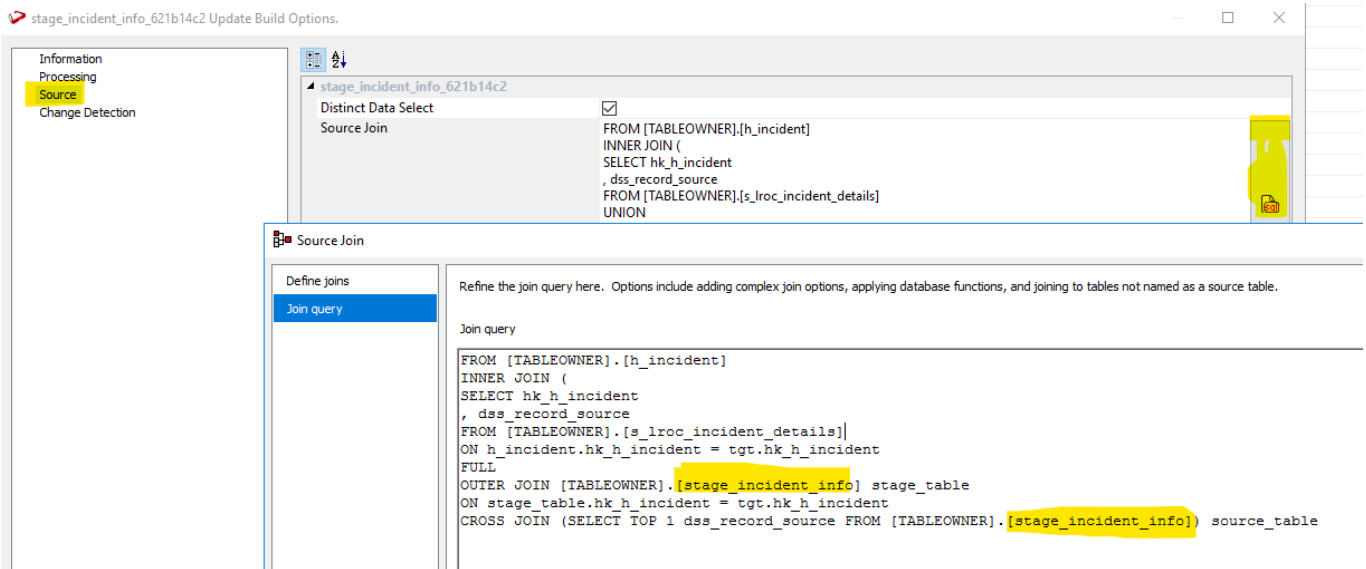 stage_incident_info_621b14c2 Update Build Options.
Information
Processing
Source
Change Detection
stage_incident_info_621b14c2
Distinct Data Select
Source Join
FROM [TABLEOWNER].[h_incident]
INNER JOIN (
SELECT hk_h_incident
, dss_record_source
FROM [TABLEOWNER].[s_lroc_incident_details]
UNION
sql
Source Join
Define joins
Join query
Refine the join query here. Options include adding complex join options, applying database functions, and joining to tables not named as a source table.
Join query
FROM [TABLEOWNER].[h_incident]
INNER JOIN (
SELECT hk_h_incident
, dss_record_source
FROM [TABLEOWNER].[s_lroc_incident_details]
ON h_incident.hk_h_incident = tgt.hk_h_incident
FULL
OUTER JOIN [TABLEOWNER].[stage_incident_info] stage_table
ON stage_table.hk_h_incident = tgt.hk_h_incident
CROSS JOIN (SELECT TOP 1 dss_record_source FROM [TABLEOWNER].[stage_incident_info]) source_table